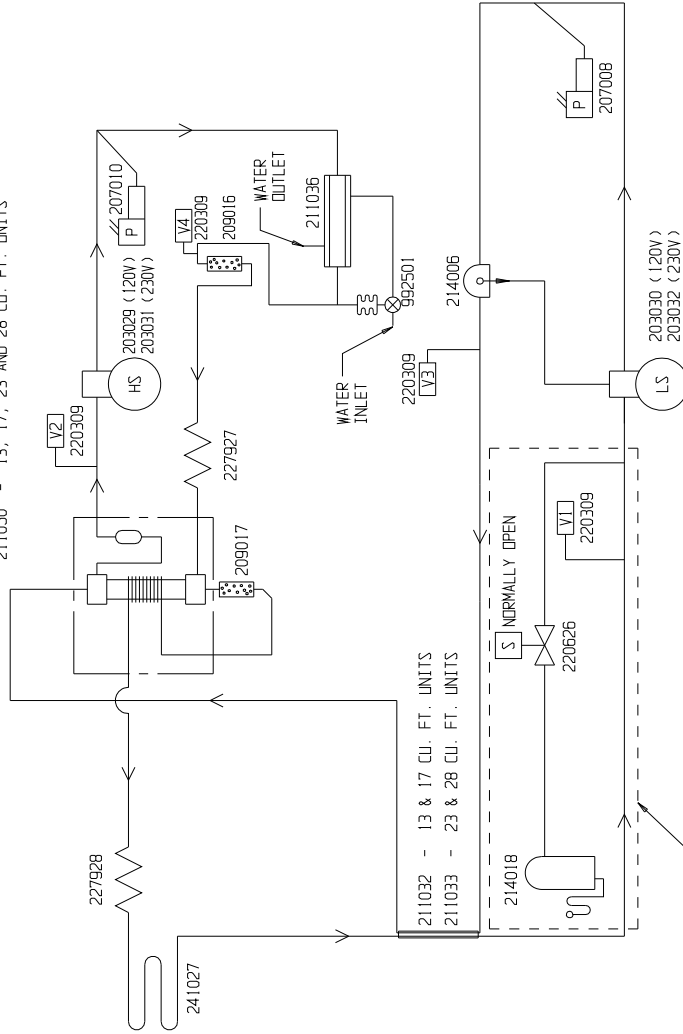 211030 - 13, 17, 23 AND 28 CU. FT. UNITS
207010
P
V4
220309
209016
WATER
OUTLET
211036
P
207008
203029 (120V)
203031 (230V)
HS
V2
220309
992501
WATER
INLET
214006
220309
V3
227927
203030 (120V)
203032 (230V)
LS
209017
S NORMALLY OPEN
220626
V1
220309
211032 - 13 & 17 CU. FT. UNITS
211033 - 23 & 28 CU. FT. UNITS
214018
227928
241027